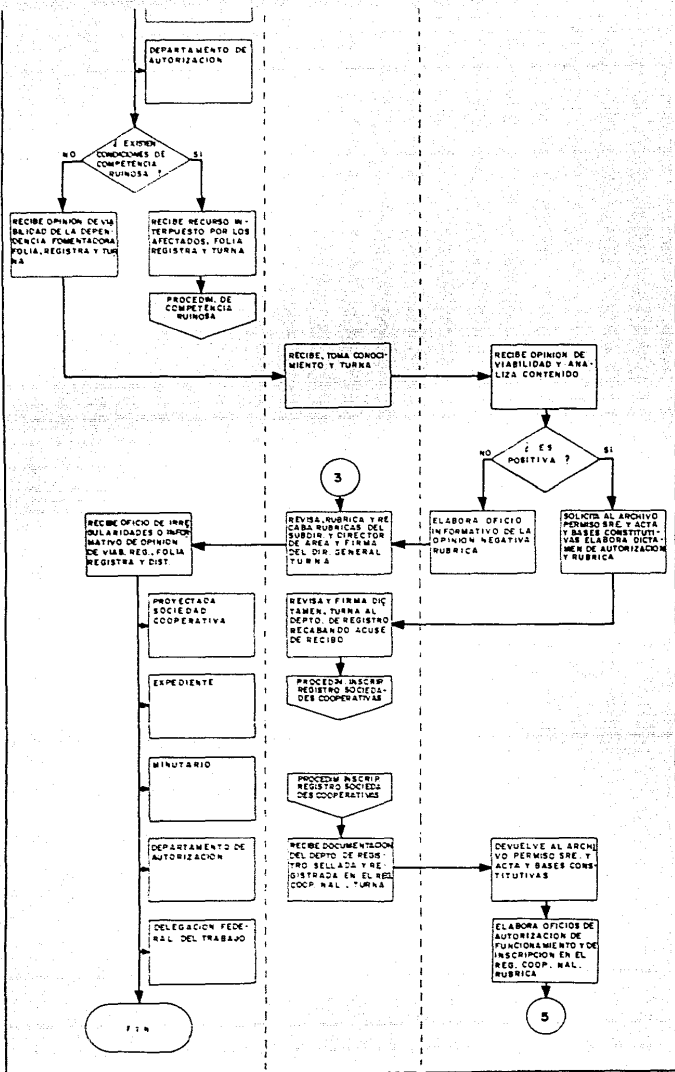 DEPARTAMENTO DE
AUTORIZACION
¿ EXISTEN
CONDICIONES DE
COMPETENCIA
RUINOSA ?
NO
SI
RECIBE OPINION DE VIA
BILIDAD DE LA DEPEN-
DENCIA FOMENTADORA
FOLIA, REGISTRA Y TUR
NA
RECIBE RECURSO IN-
TERPUESTO POR LOS
AFECTADOS, FOLIA
REGISTRA Y TURNA
PROCEDIM. DE
COMPETENCIA
RUINOSA
RECIBE, TOMA CONOCI-
MIENTO Y TURNA
RECIBE OPINION DE
VIABILIDAD Y ANA-
LIZA CONTENIDO
¿ ES
POSITIVA ?
NO
SI
3
RECIBE OFICIO DE IRRE
GULARIDADES O INFOR-
MATIVO DE OPINION
DE VIAB. REG., FOLIA
REGISTRA Y DIST.
REVISA, RUBRICA Y RE
CABA RUBRICAS DEL
SUBDIR. Y DIRECTOR
DE AREA Y FIRMA
DEL DIR. GENERAL
TURNA
ELABORA OFICIO
INFORMATIVO DE LA
OPINION NEGATIVA
RUBRICA
SOLICITA AL ARCHIVO
PERMISO SRE. Y ACTA
Y BASES CONSTITUTI-
VAS ELABORA DICTA-
MEN DE AUTORIZACION
Y RUBRICA
REVISA Y FIRMA DIC
TAMEN, TURNA AL
DEPTO. DE REGISTRO
RECABANDO ACUSE
DE RECIBO
PROCEDIM. INSCRIP
REGISTRO SOCIEDA-
DES COOPERATIVAS
PROYECTADA
SOCIEDAD
COOPERATIVA
EXPEDIENTE
MINUTARIO
DEPARTAMENTO DE
AUTORIZACION
DELEGACION FEDE-
RAL DEL TRABAJO
FIN
PROCEDIM INSCRIP
REGISTRO SOCIEDA
DES COOPERATIVAS
RECIBE DOCUMENTACION
DEL DEPTO DE REGIS-
TRO SELLADA Y RE-
GISTRADA EN EL REG.
COOP. NAL., TURNA
DEVUELVE AL ARCHI
VO PERMISO SRE. Y
ACTA Y BASES CONS-
TITUTIVAS
ELABORA OFICIOS DE
AUTORIZACION DE
FUNCIONAMIENTO Y DE
INSCRIPCION EN EL
REG. COOP. NAL.
RUBRICA
5